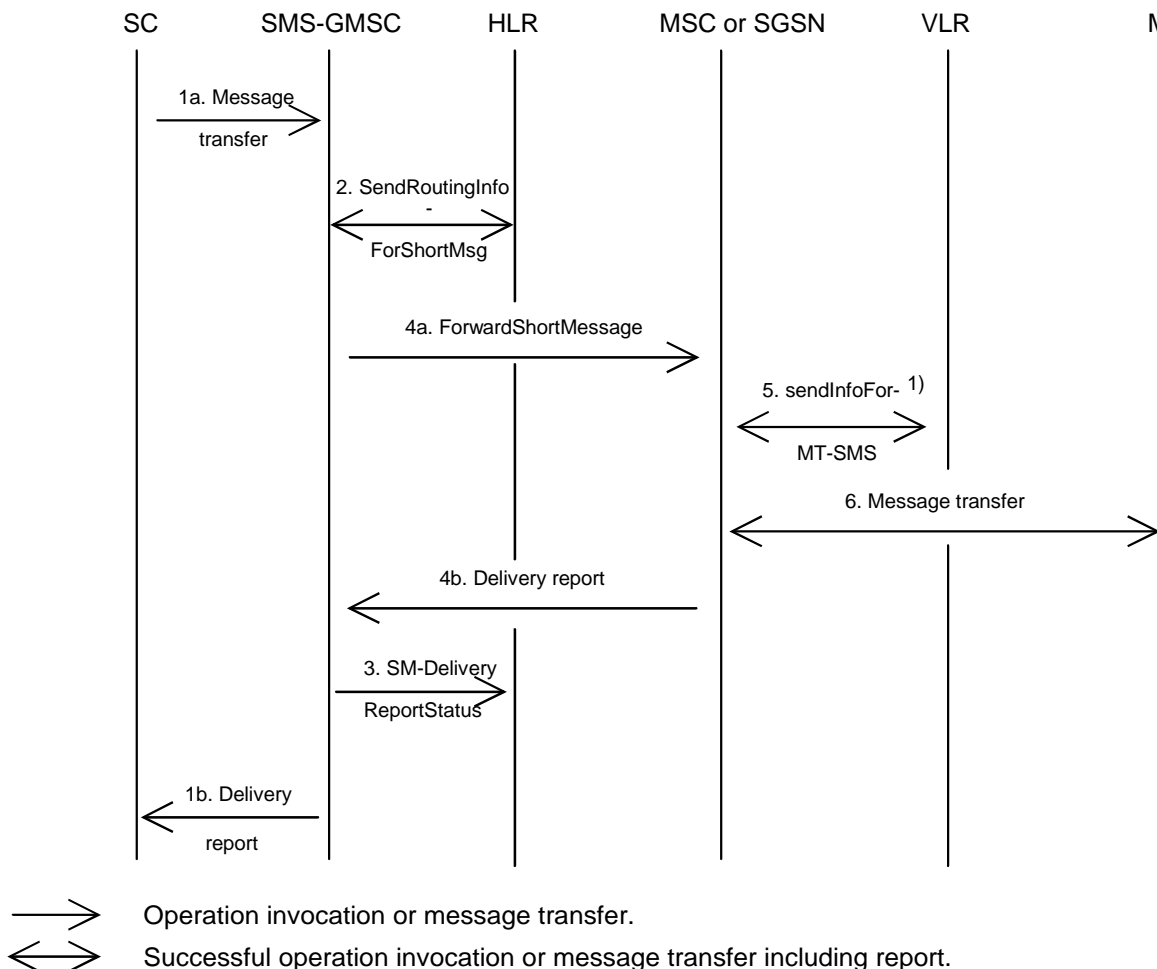 SC SMS-GMSC HLR MSC or SGSN VLR M
1a. Message
transfer
2. SendRoutingInfo
-
ForShortMsg
4a. ForwardShortMessage
5. sendInfoFor- 1)
MT-SMS
6. Message transfer
4b. Delivery report
3. SM-Delivery
ReportStatus
1b. Delivery
report
Operation invocation or message transfer.
Successful operation invocation or message transfer including report.